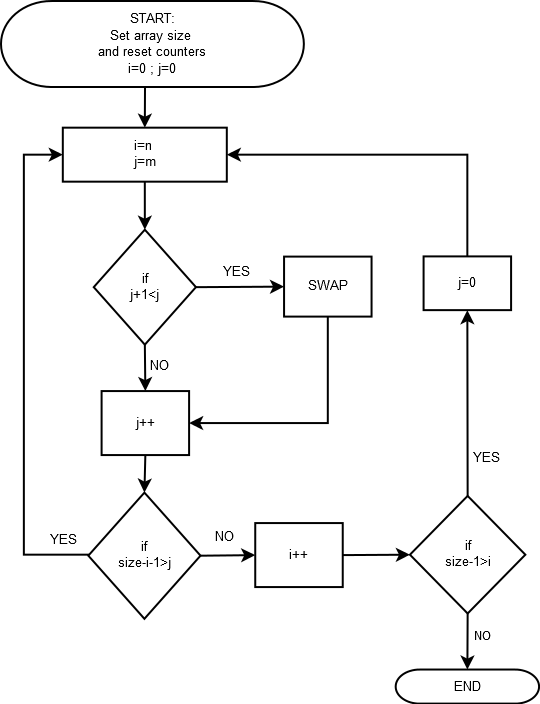 START:
Set array size
and reset counters
i=0 ; j=0
i=n
j=m
if
j+1<j
YES
SWAP
j=0
NO
j++
YES
if
size-i-1>j
YES
NO
i++
if
size-1>i
NO
END